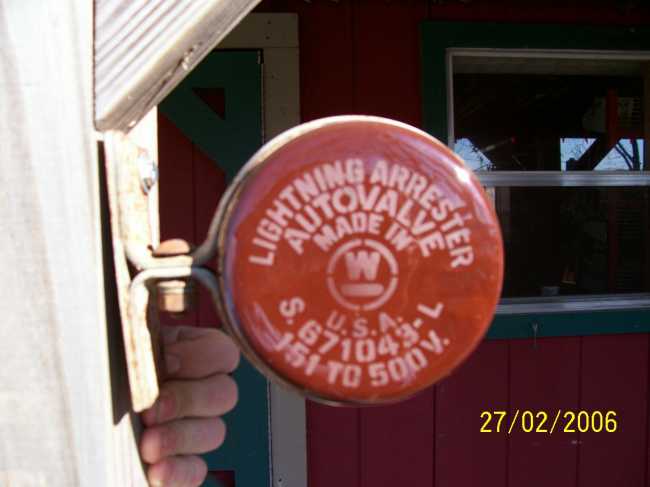 LIGHTNING ARRESTER
AUTOVALVE
MADE IN
W
U.S.A.
S. 671043-L
151 TO 500 V.
27/02/2006